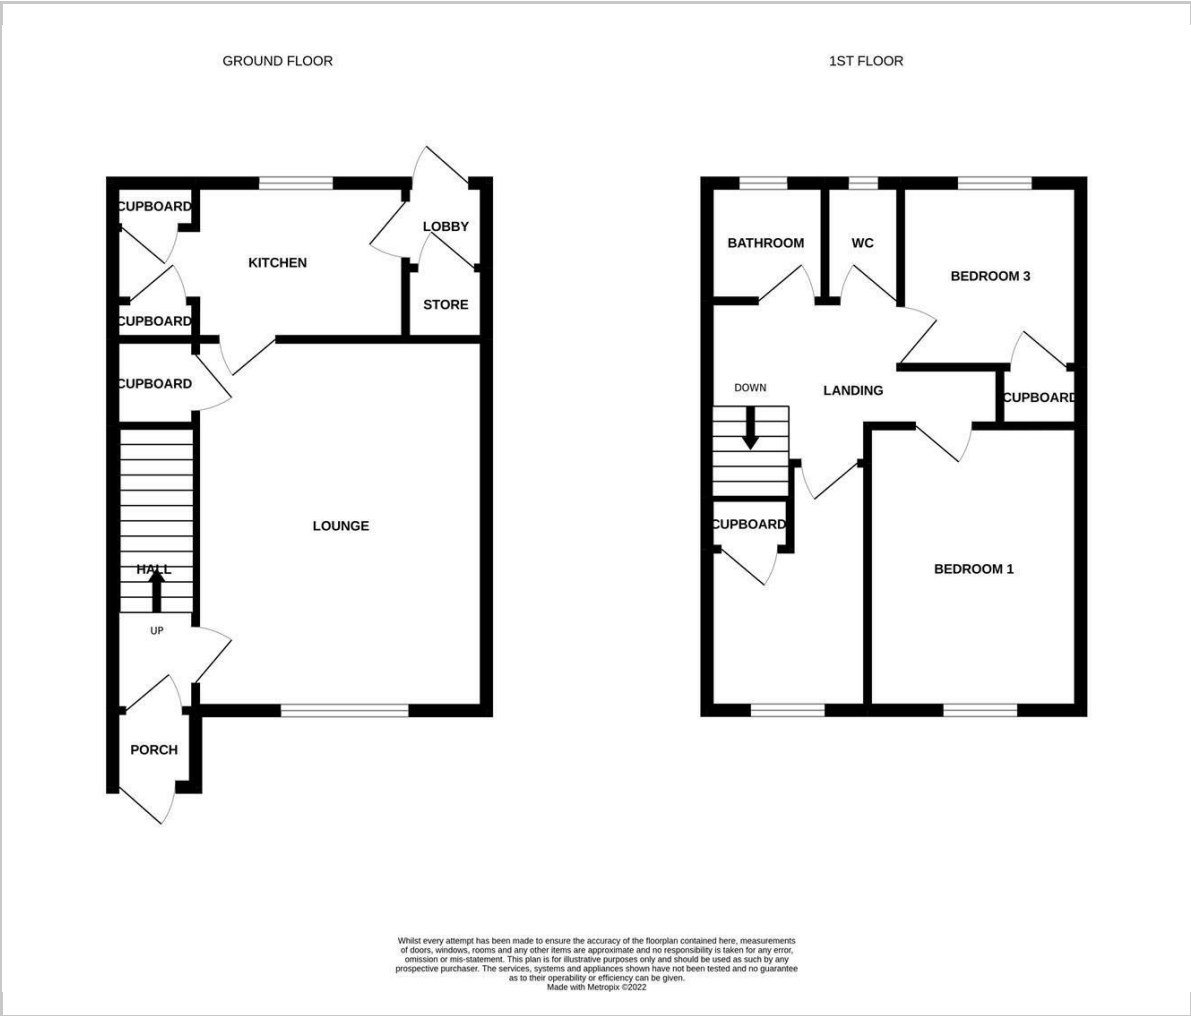 GROUND FLOOR
CUPBOARD
LOBBY
KITCHEN
STORE
CUPBOARD
CUPBOARD
LOUNGE
HALL
UP
PORCH
1ST FLOOR
BATHROOM
WC
BEDROOM 3
DOWN
LANDING
CUPBOARD
CUPBOARD
BEDROOM 1
Whilst every attempt has been made to ensure the accuracy of the floorplan contained here, measurements
of doors, windows, rooms and any other items are approximate and no responsibility is taken for any error,
omission or mis-statement. This plan is for illustrative purposes only and should be used as such by any
prospective purchaser. The services, systems and appliances shown have not been tested and no guarantee
as to their operability or efficiency can be given.
Made with Metropix ©2022